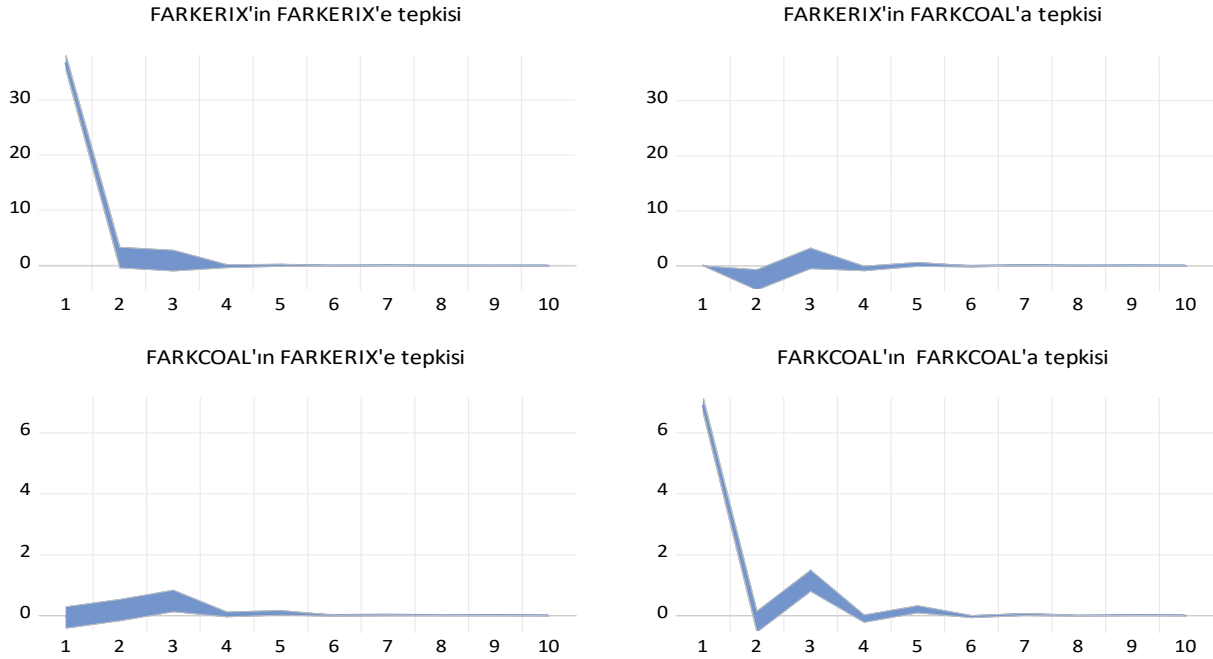 FARKERIX'in FARKERIX'e tepkisi
30
20
10
0
1 2 3 4 5 6 7 8 9 10
FARKERIX'in FARKCOAL'a tepkisi
30
20
10
0
1 2 3 4 5 6 7 8 9 10
FARKCOAL'ın FARKERIX'e tepkisi
6
4
2
0
1 2 3 4 5 6 7 8 9 10
FARKCOAL'ın FARKCOAL'a tepkisi
6
4
2
0
1 2 3 4 5 6 7 8 9 10